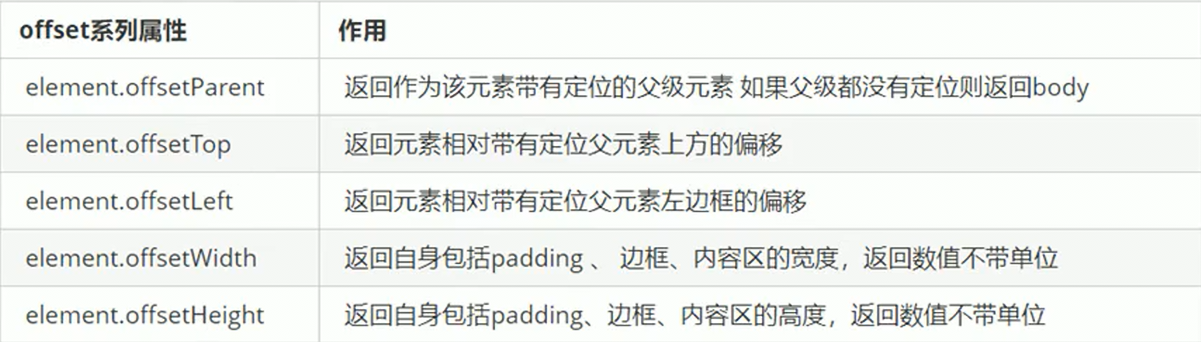 offset系列属性 作用
element.offsetParent 返回作为该元素带有定位的父级元素 如果父级都没有定位则返回body
element.offsetTop 返回元素相对带有定位父元素上方的偏移
element.offsetLeft 返回元素相对带有定位父元素左边框的偏移
element.offsetWidth 返回自身包括padding 、 边框、内容区的宽度，返回数值不带单位
element.offsetHeight 返回自身包括padding、边框、内容区的高度，返回数值不带单位